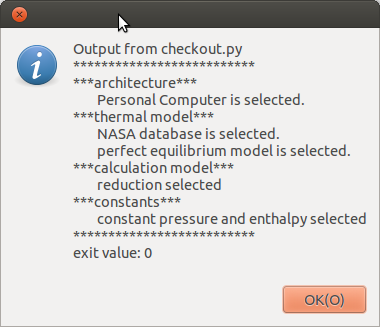 Output from checkout.py
**************************
***architecture***
Personal Computer is selected.
***thermal model***
NASA database is selected.
perfect equilibrium model is selected.
***calculation model***
reduction selected
***constants***
constant pressure and enthalpy selected
**************************
exit value: 0
OK(O)